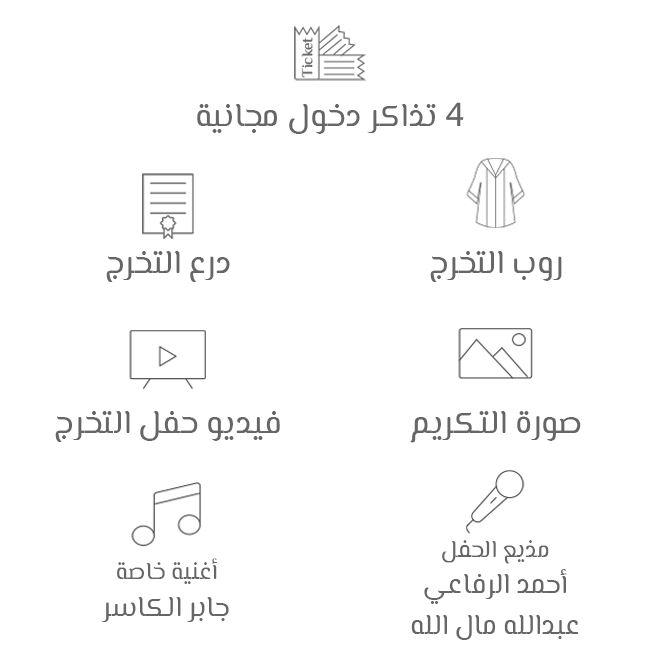 Ticket
4 تذاكر دخول مجانية
روب التخرج
درع التخرج
صورة التكريم
فيديو حفل التخرج
مذيع الحفل
أحمد الرفاعي
عبدالله مال الله
أغنية خاصة
جابر الكاسر